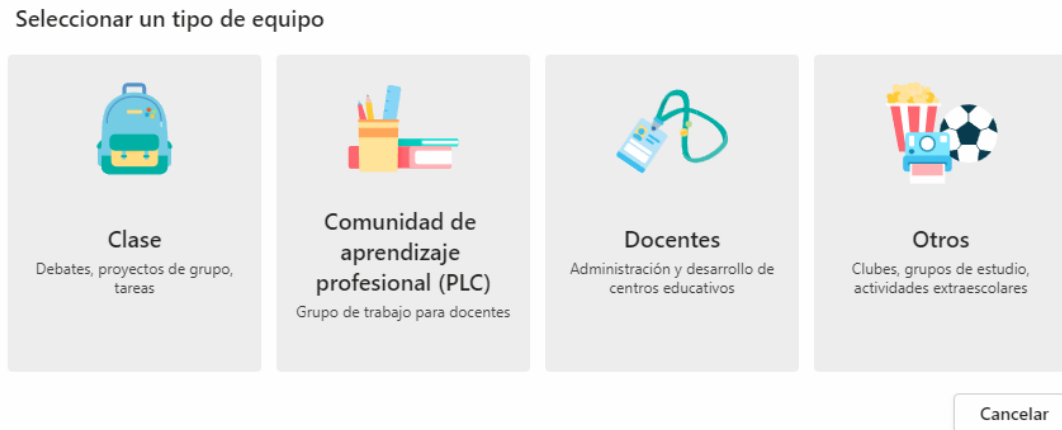 Seleccionar un tipo de equipo
Clase
Debates, proyectos de grupo,
tareas
Comunidad de
aprendizaje
profesional (PLC)
Grupo de trabajo para docentes
Docentes
Administración y desarrollo de
centros educativos
Otros
Clubes, grupos de estudio,
actividades extraescolares
Cancelar